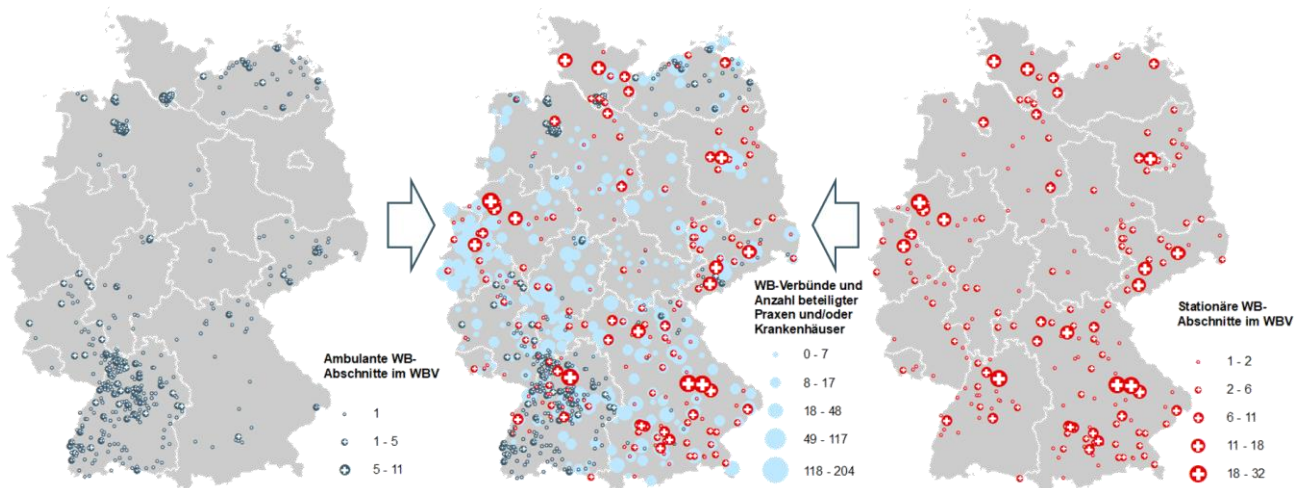 Ambulante WB-
Abschnitte im WBV
1
1 - 5
5 - 11
WB-Verbünde und
Anzahl beteiligter
Praxen und/oder
Krankenhäuser
0 - 7
8 - 17
18 - 48
49 - 117
118 - 204
Stationäre WB-
Abschnitte im WBV
1 - 2
2 - 6
6 - 11
11 - 18
18 - 32